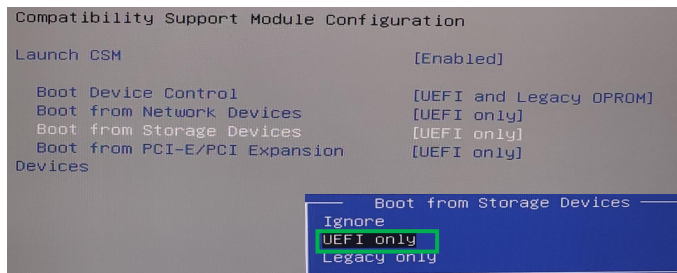 Compatibility Support Module Configuration
Launch CSM [Enabled]
Boot Device Control [UEFI and Legacy OPROM]
Boot from Network Devices [UEFI only]
Boot from Storage Devices [UEFI only]
Boot from PCI-E/PCI Expansion [UEFI only]
Devices
Boot from Storage Devices
Ignore
UEFI only
Legacy only